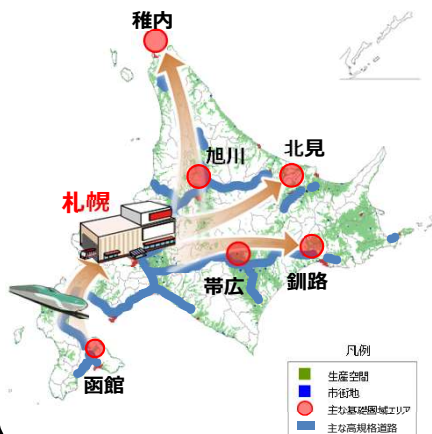 稚内
旭川
北見
札幌
帯広
釧路
函館
凡例
生産空間
市街地
主な基礎圏域エリア
主な高規格道路